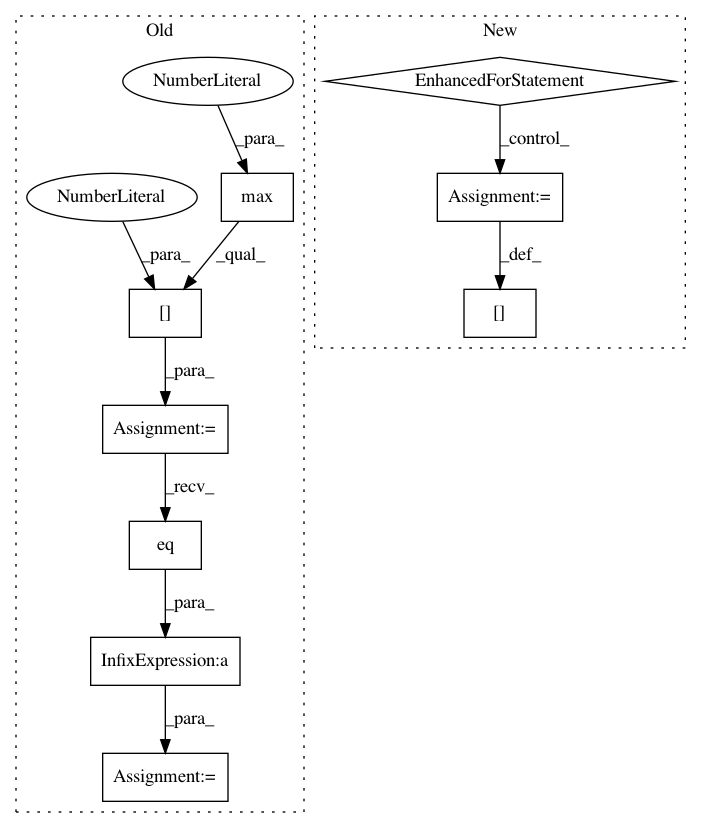 Old
New
NumberLiteral
EnhancedForStatement
_para_
_control_
NumberLiteral
max
Assignment:=
_para_
_qual_
_def_
[]
[]
_para_
Assignment:=
_recv_
eq
_para_
InfixExpression:a
_para_
Assignment:=